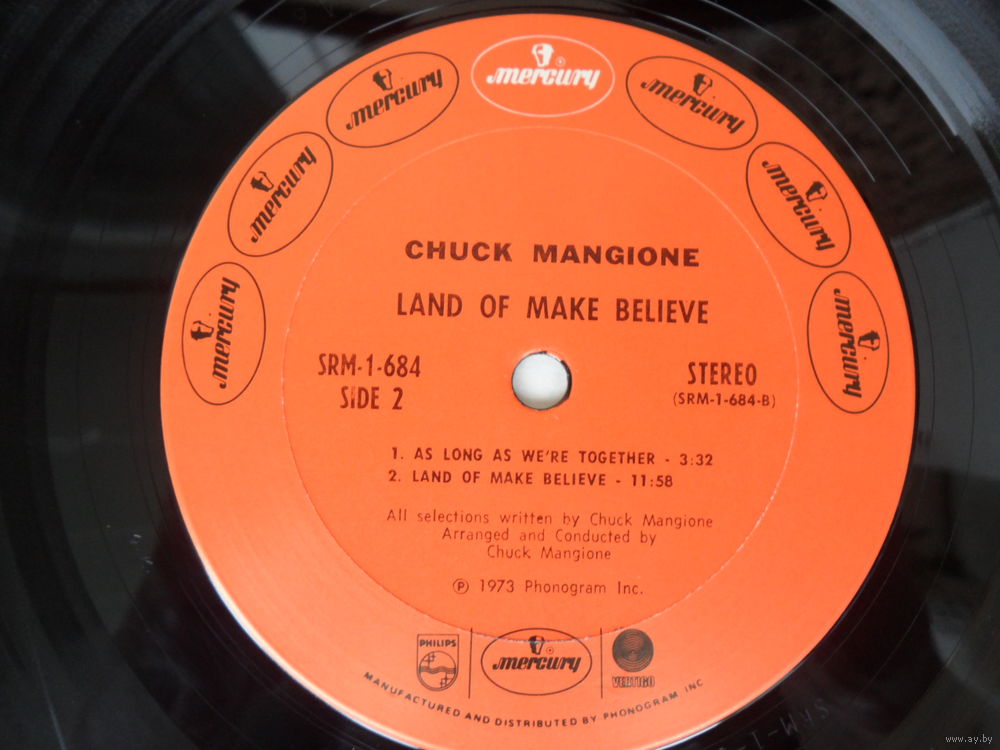 mercury
mercury
mercury
mercury
mercury
mercury
mercury
CHUCK MANGIONE
LAND OF MAKE BELIEVE
SRM-1-684
SIDE 2
STEREO
(SRM-1-684-B)
1. AS LONG AS WE'RE TOGETHER - 3:32
2. LAND OF MAKE BELIEVE - 11:58
All selections written by Chuck Mangione
Arranged and Conducted by
Chuck Mangione
℗ 1973 Phonogram Inc.
PHILIPS
mercury
VERTIGO
MANUFACTURED AND DISTRIBUTED BY PHONOGRAM, INC
www.ay.by